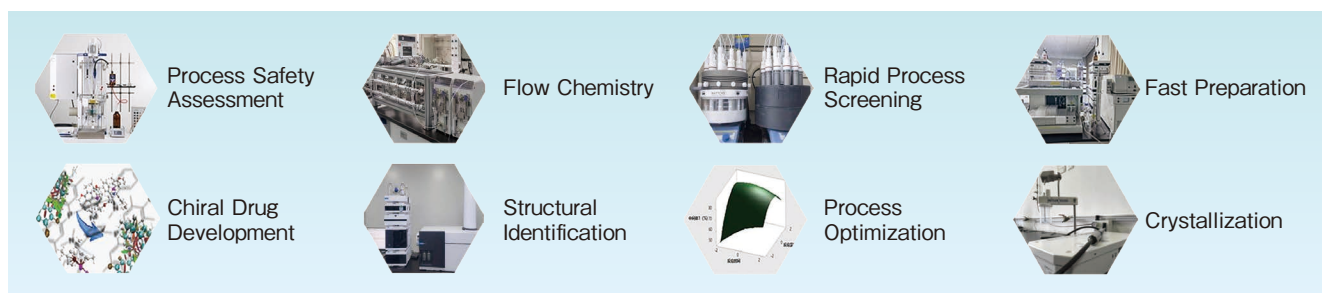 Process Safety
Assessment
Flow Chemistry
Rapid Process
Screening
Fast Preparation
Chiral Drug
Development
Structural
Identification
Process
Optimization
Crystallization